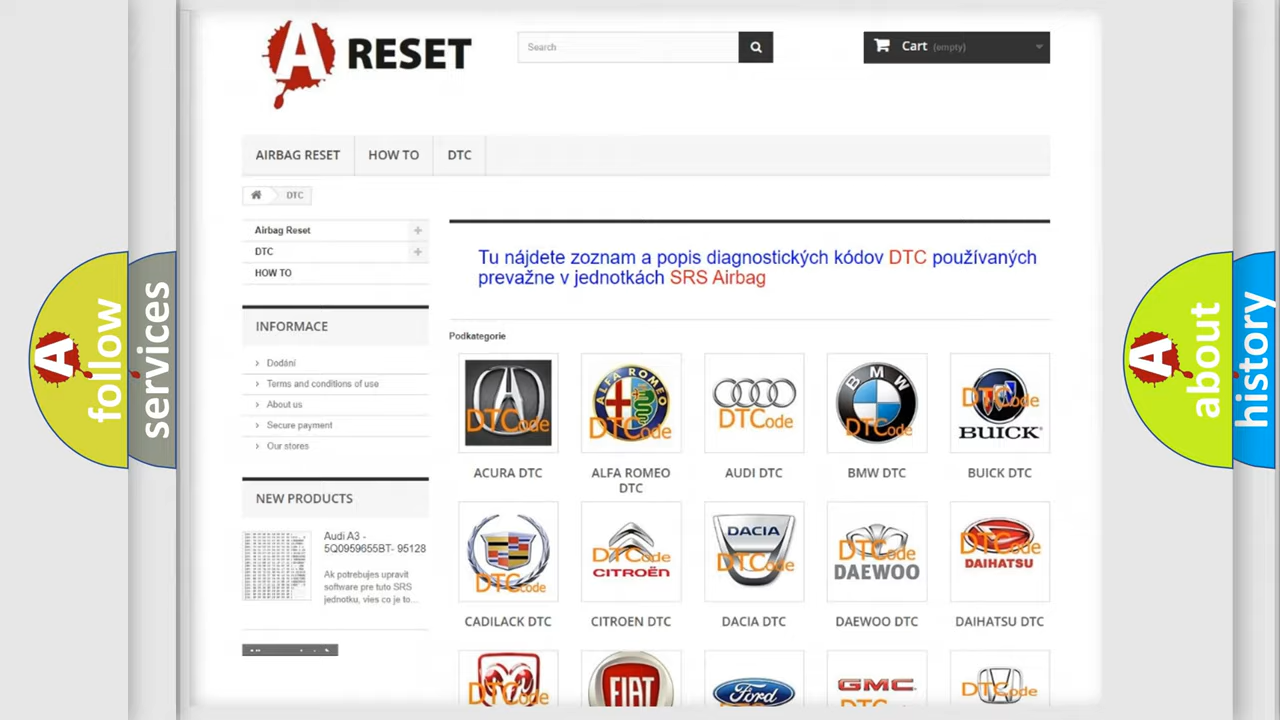 A RESET
Search
Cart (empty)
AIRBAG RESET
HOW TO
DTC
DTC
Airbag Reset
DTC
HOW TO
Tu nájdete zoznam a popis diagnostických kódov DTC používaných
prevažne v jednotkách SRS Airbag
INFORMACE
Dodání
Terms and conditions of use
About us
Secure payment
Our stores
NEW PRODUCTS
Audi A3 -
5Q0959655BT- 95128
Ak potrebujes upravit
software pre tuto SRS
jednotku, vies co je to...
Podkategorie
DTCode
ALFA ROMEO
DTCode
DTCode
BMW
DTCode
DTCode
BUICK
ACURA DTC
ALFA ROMEO
DTC
AUDI DTC
BMW DTC
BUICK DTC
DTCode
DTCode
CITROËN
DACIA
DTCode
DTCode
DAEWOO
DTCode
DAIHATSU
CADILACK DTC
CITROEN DTC
DACIA DTC
DAEWOO DTC
DAIHATSU DTC
DTCode
FIAT
Ford
GMC
DTCode
A follow
services
A about
history